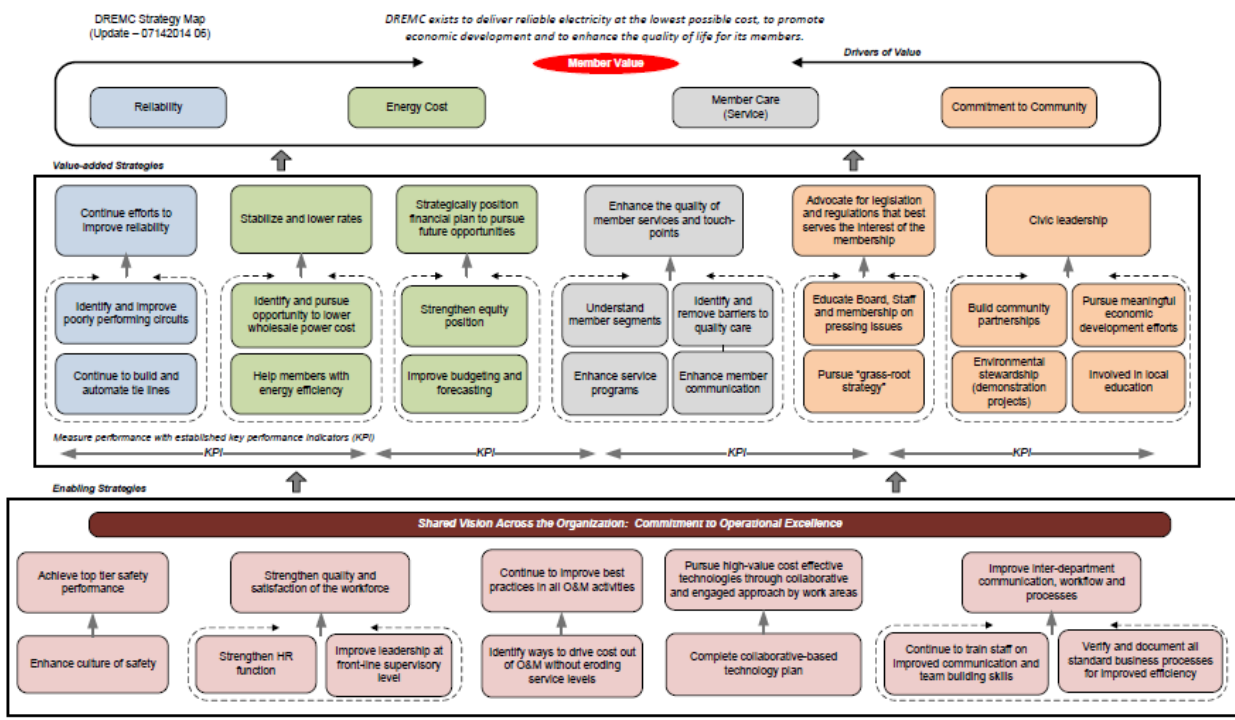 DREMC Strategy Map
(Update – 07142014 06)
DREMC exists to deliver reliable electricity at the lowest possible cost, to promote
economic development and to enhance the quality of life for its members.
Member Value
Drivers of Value
Reliability
Energy Cost
Member Care
(Service)
Commitment to Community
Value-added Strategies
Continue efforts to
improve reliability
Stabilize and lower rates
Strategically position
financial plan to pursue
future opportunities
Enhance the quality of
member services and touch-
points
Advocate for legislation
and regulations that best
serves the interest of the
membership
Civic leadership
Identify and improve
poorly performing circuits
Identify and pursue
opportunity to lower
wholesale power cost
Strengthen equity
position
Understand
member segments
Identify and
remove barriers to
quality care
Educate Board, Staff
and membership on
pressing issues
Build community
partnerships
Pursue meaningful
economic
development efforts
Continue to build and
automate tie lines
Help members with
energy efficiency
Improve budgeting and
forecasting
Enhance service
programs
Enhance member
communication
Pursue "grass-root
strategy"
Environmental
stewardship
(demonstration
projects)
Involved in local
education
Measure performance with established key performance indicators (KPI)
KPI
KPI
KPI
KPI
Enabling Strategies
Shared Vision Across the Organization: Commitment to Operational Excellence
Achieve top tier safety
performance
Strengthen quality and
satisfaction of the workforce
Continue to improve best
practices in all O&M activities
Pursue high-value cost effective
technologies through collaborative
and engaged approach by work areas
Improve inter-department
communication, workflow and
processes
Enhance culture of safety
Strengthen HR
function
Improve leadership at
front-line supervisory
level
Identify ways to drive cost out
of O&M without eroding
service levels
Complete collaborative-based
technology plan
Continue to train staff on
improved communication and
team building skills
Verify and document all
standard business processes
for improved efficiency